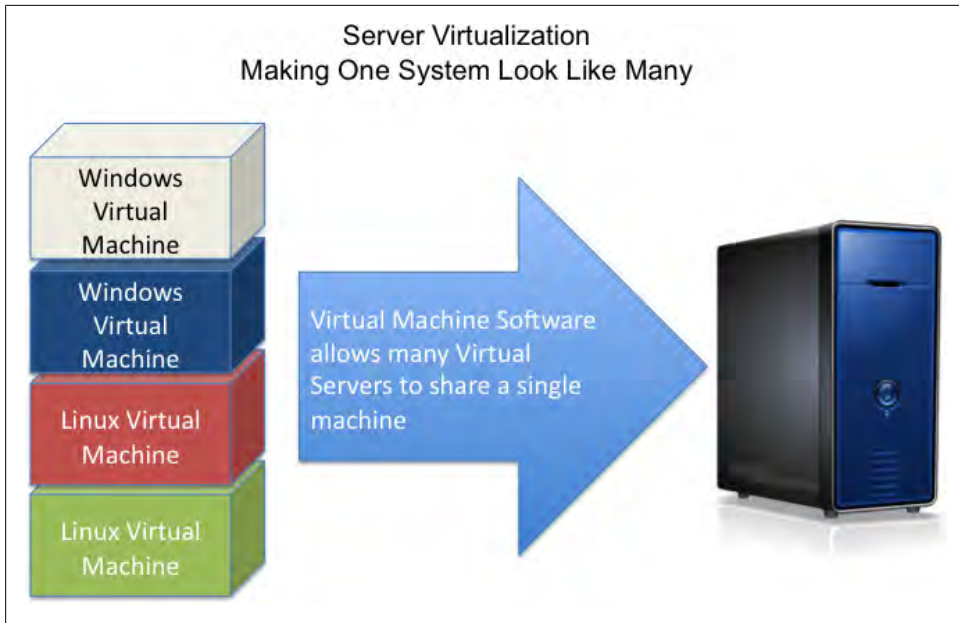 Server Virtualization
Making One System Look Like Many
Windows
Virtual
Machine
Windows
Virtual
Machine
Linux Virtual
Machine
Linux Virtual
Machine
Virtual Machine Software
allows many Virtual
Servers to share a single
machine